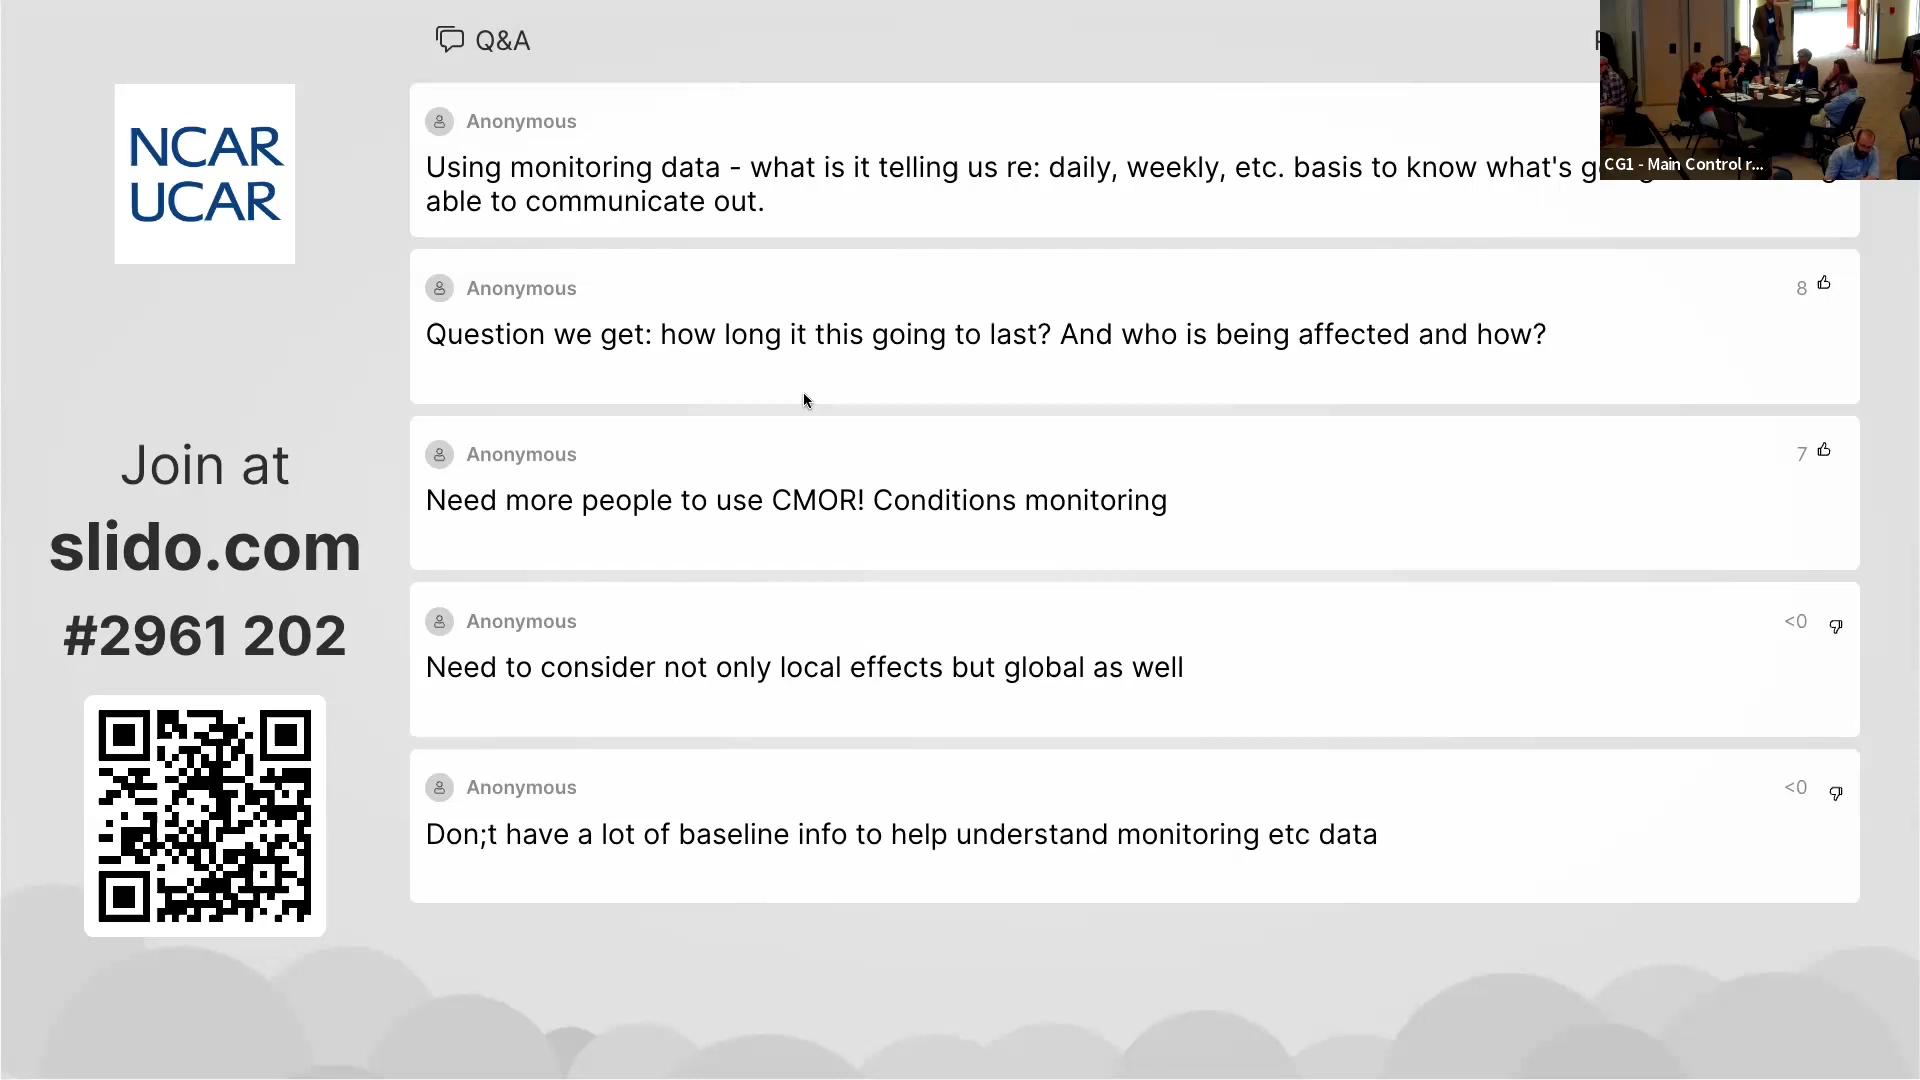 Q&A
NCAR
UCAR
Anonymous
Using monitoring data - what is it telling us re: daily, weekly, etc. basis to know what's
able to communicate out.
CG1 - Main Control r...
Anonymous
8
Question we get: how long it this going to last? And who is being affected and how?
Anonymous
7
Need more people to use CMOR! Conditions monitoring
Join at
slido.com
#2961 202
Anonymous
<0
Need to consider not only local effects but global as well
Anonymous
<0
Don;t have a lot of baseline info to help understand monitoring etc data